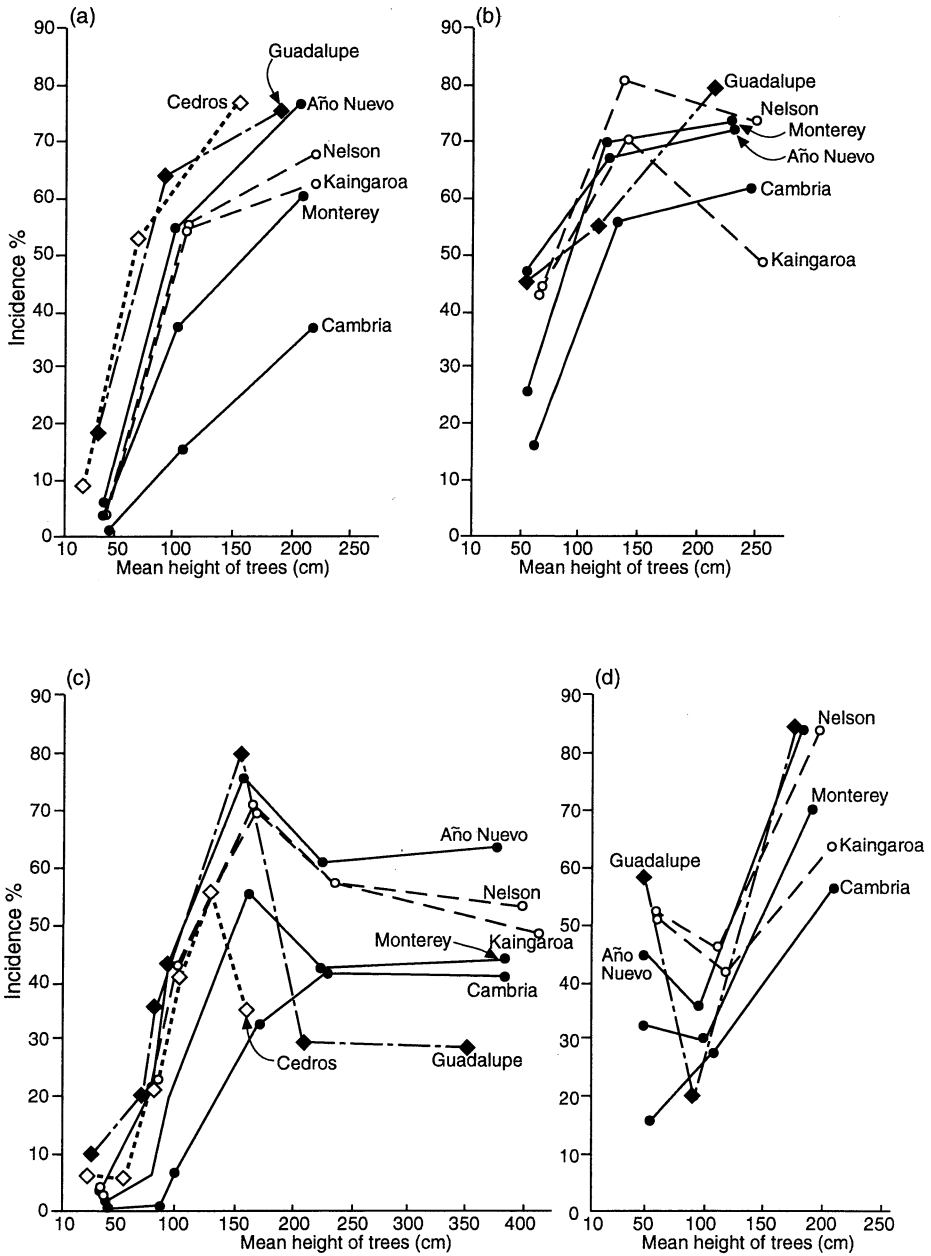 (a)
90
80
70
60
50
40
30
20
10
0
Incidence %
Guadalupe
Cedros
Año Nuevo
Nelson
Kaingaroa
Monterey
Cambria
10 50 100 150 200 250
Mean height of trees (cm)
(b)
90
80
70
60
50
40
30
20
10
0
Guadalupe
Nelson
Monterey
Año Nuevo
Cambria
Kaingaroa
10 50 100 150 200 250
Mean height of trees (cm)
(c)
90
80
70
60
50
40
30
20
10
0
Incidence %
Año Nuevo
Nelson
Monterey
Kaingaroa
Cambria
Cedros
Guadalupe
10 50 100 150 200 250 300 350 400
Mean height of trees (cm)
(d)
90
80
70
60
50
40
30
20
10
0
Nelson
Monterey
Guadalupe
Kaingaroa
Cambria
Año
Nuevo
10 50 100 150 200 250
Mean height of trees (cm)